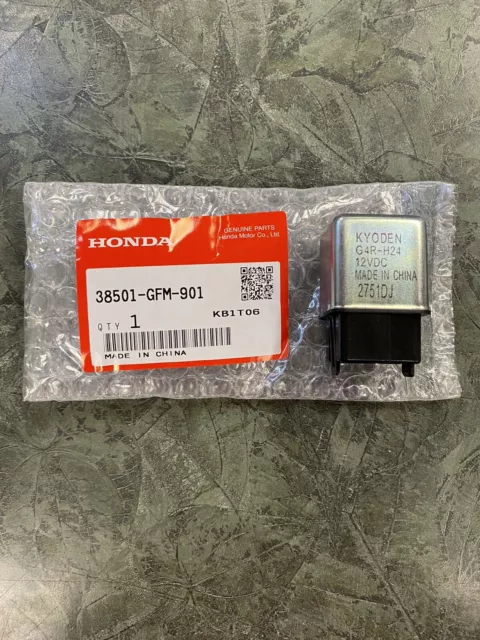 HONDA
GENUINE PARTS
Honda Motor Co., Ltd.
38501-GFM-901
QTY 1
KB1T06
MADE IN CHINA
KYODEN
G4R-H24
12VDC
MADE IN CHINA
2751DJ